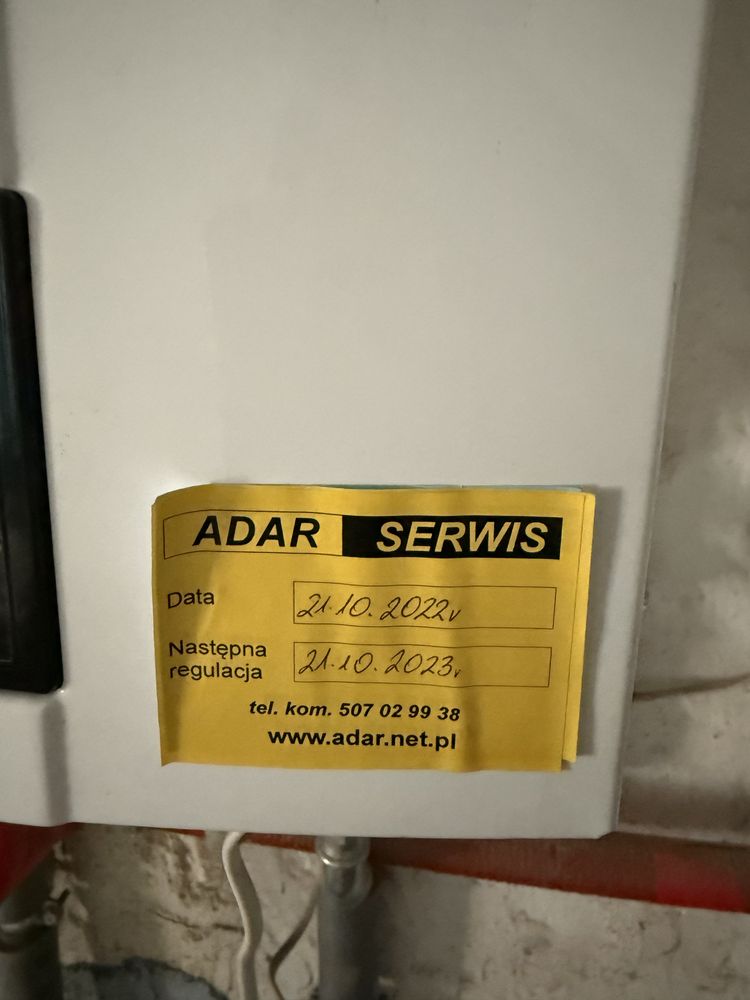 ADAR SERWIS
Data 21.10.2022r
Następna
regulacja 21.10.2023r
tel. kom. 507 02 99 38
www.adar.net.pl